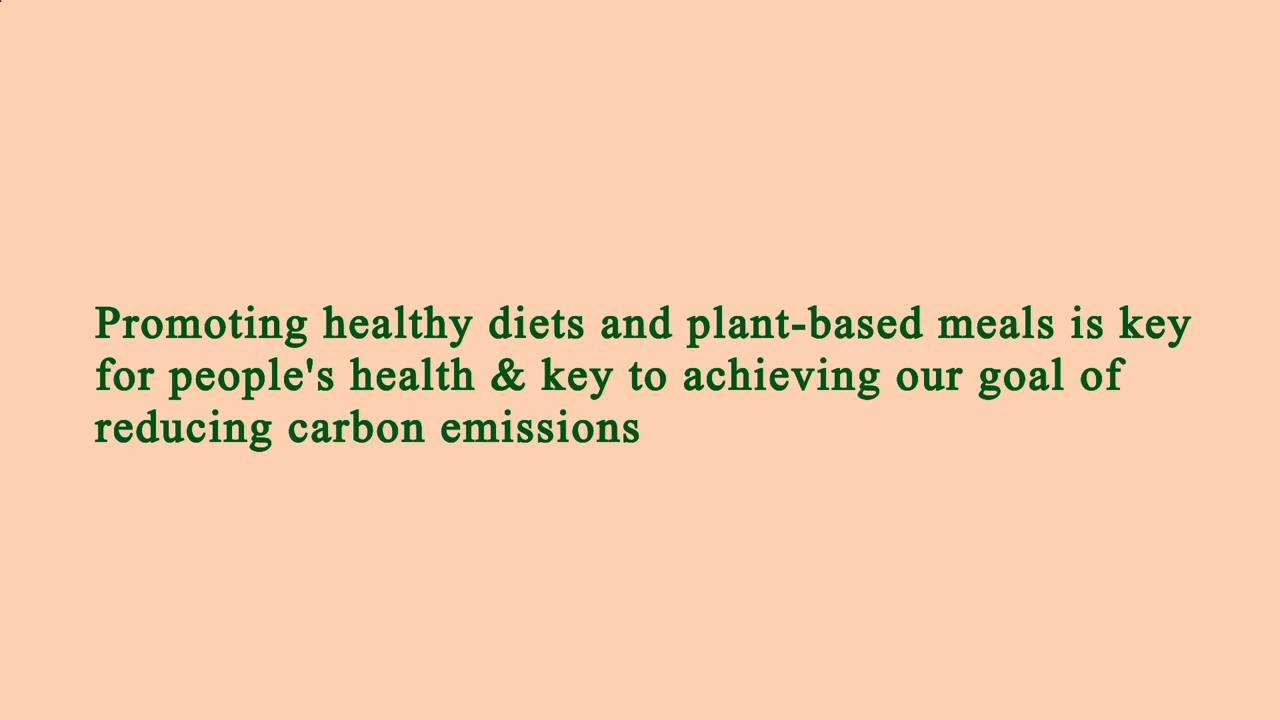 Promoting healthy diets and plant-based meals is key
for people's health & key to achieving our goal of
reducing carbon emissions